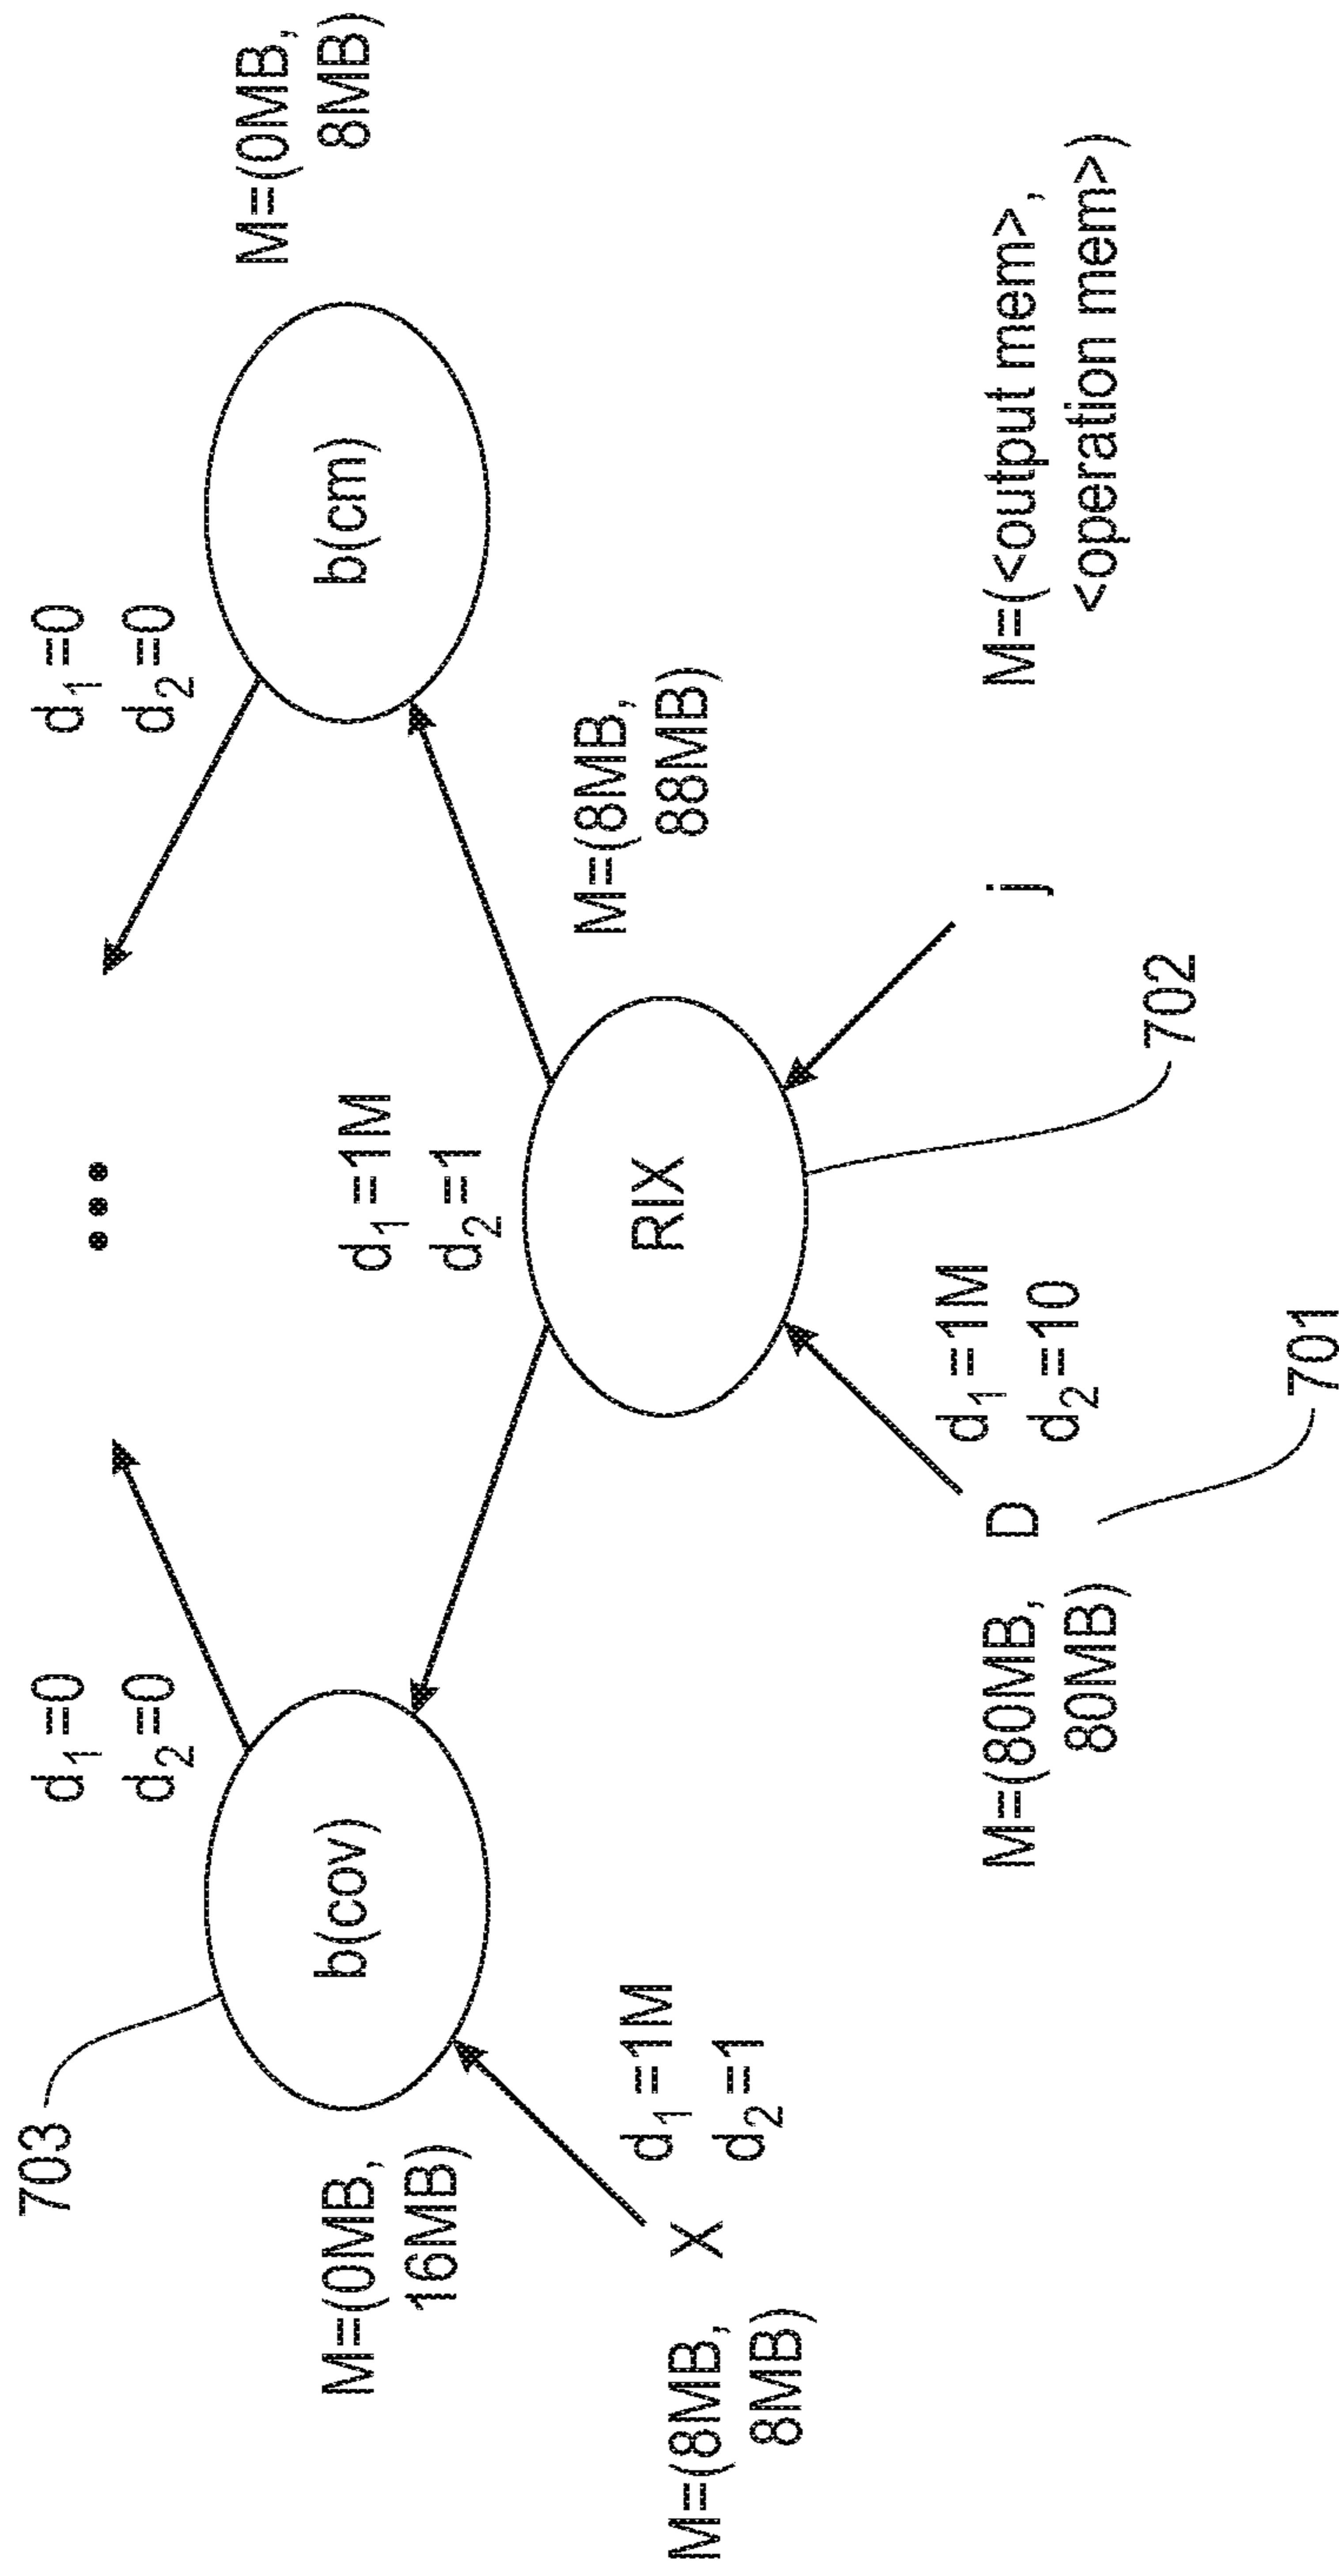 703
d1=0
d2=0
...
d1=0
d2=0
M=(0MB,
16MB)
b(cov)
d1=1M
d2=1
b(cm)
M=(0MB,
8MB)
M=(8MB,
8MB)
X
d1=1M
d2=1
RIX
M=(8MB,
88MB)
M=(80MB,
80MB)
D
d1=1M
d2=10
j
M=(<output mem>,
<operation mem>)
701
702